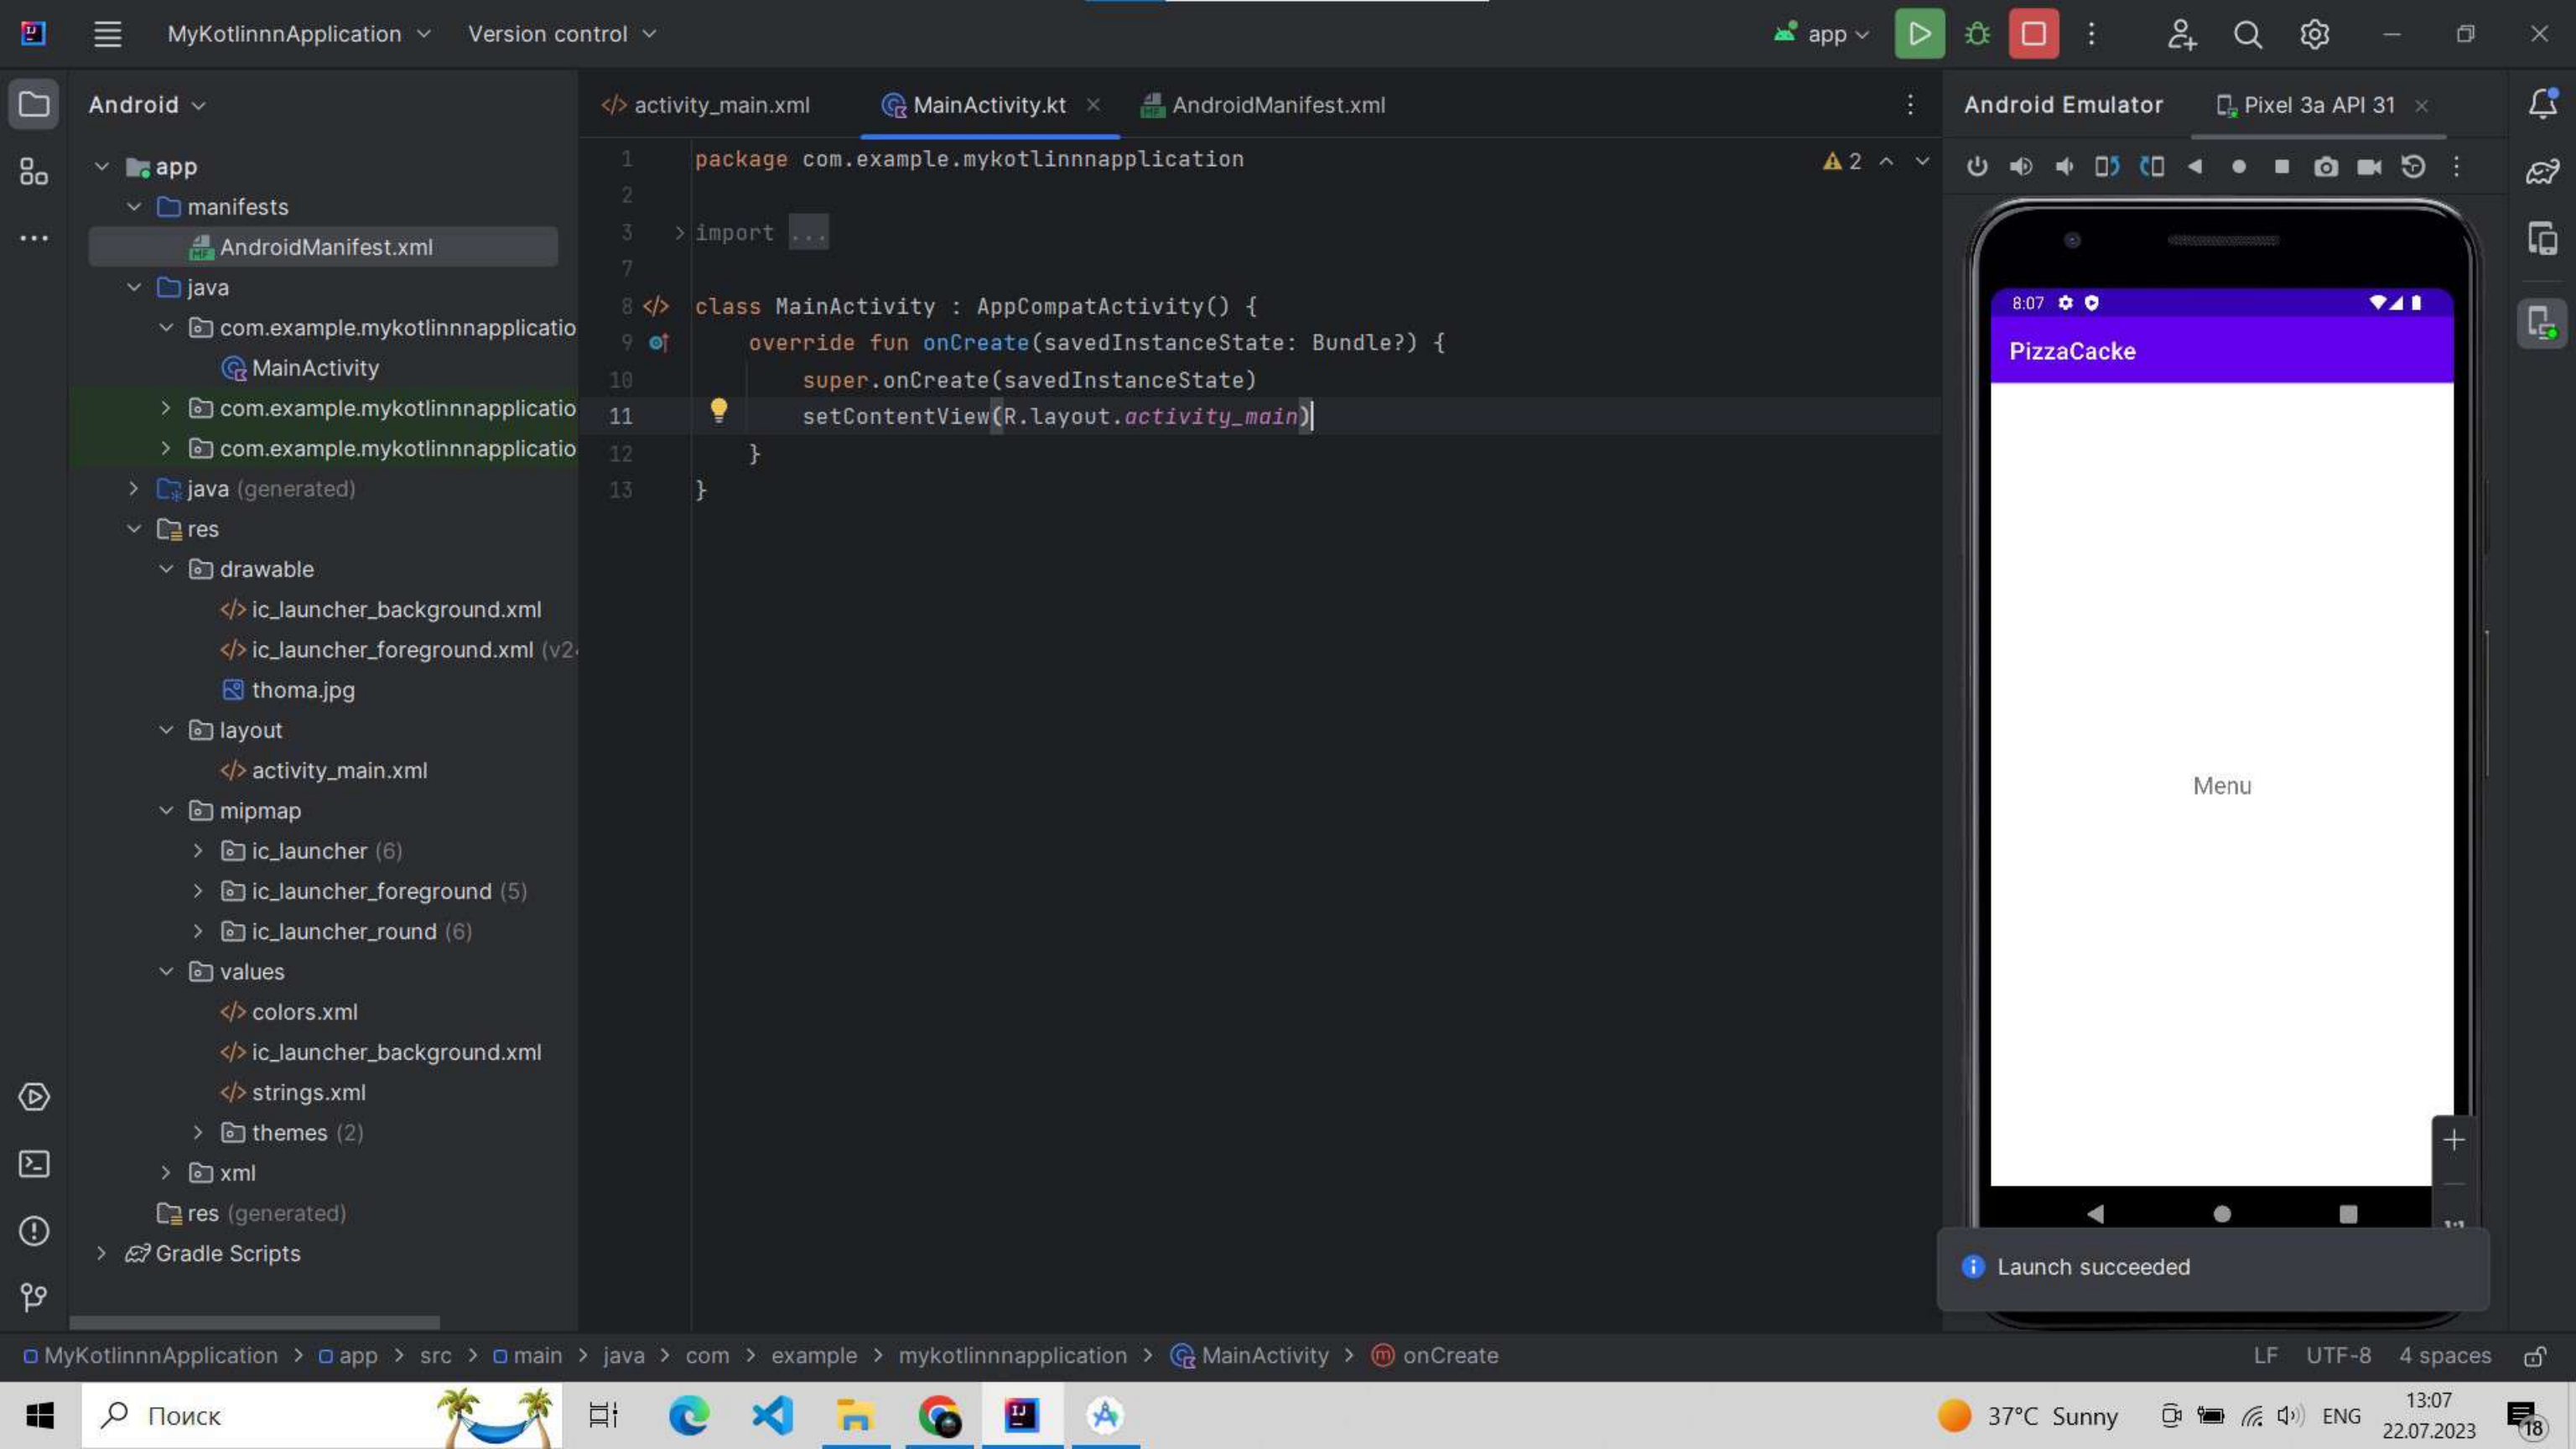 MyKotlinnnApplication
Version control
app
Android
activity_main.xml
MainActivity.kt
AndroidManifest.xml
Android Emulator
Pixel 3a API 31
app
manifests
AndroidManifest.xml
java
com.example.mykotlinnnapplicatio
MainActivity
com.example.mykotlinnnapplicatio
com.example.mykotlinnnapplicatio
java (generated)
res
drawable
ic_launcher_background.xml
ic_launcher_foreground.xml (v2
thoma.jpg
layout
activity_main.xml
mipmap
ic_launcher (6)
ic_launcher_foreground (5)
ic_launcher_round (6)
values
colors.xml
ic_launcher_background.xml
strings.xml
themes (2)
xml
res (generated)
Gradle Scripts
1 package com.example.mykotlinnnapplication
2
3 import ...
7
8 class MainActivity : AppCompatActivity() {
9 override fun onCreate(savedInstanceState: Bundle?) {
10 super.onCreate(savedInstanceState)
11 setContentView(R.layout.activity_main)
12 }
13 }
2
8:07
PizzaCacke
Menu
1:1
Launch succeeded
MyKotlinnnApplication > app > src > main > java > com > example > mykotlinnnapplication > MainActivity > onCreate
LF UTF-8 4 spaces
Поиск
37°C Sunny
ENG
13:07
22.07.2023
18